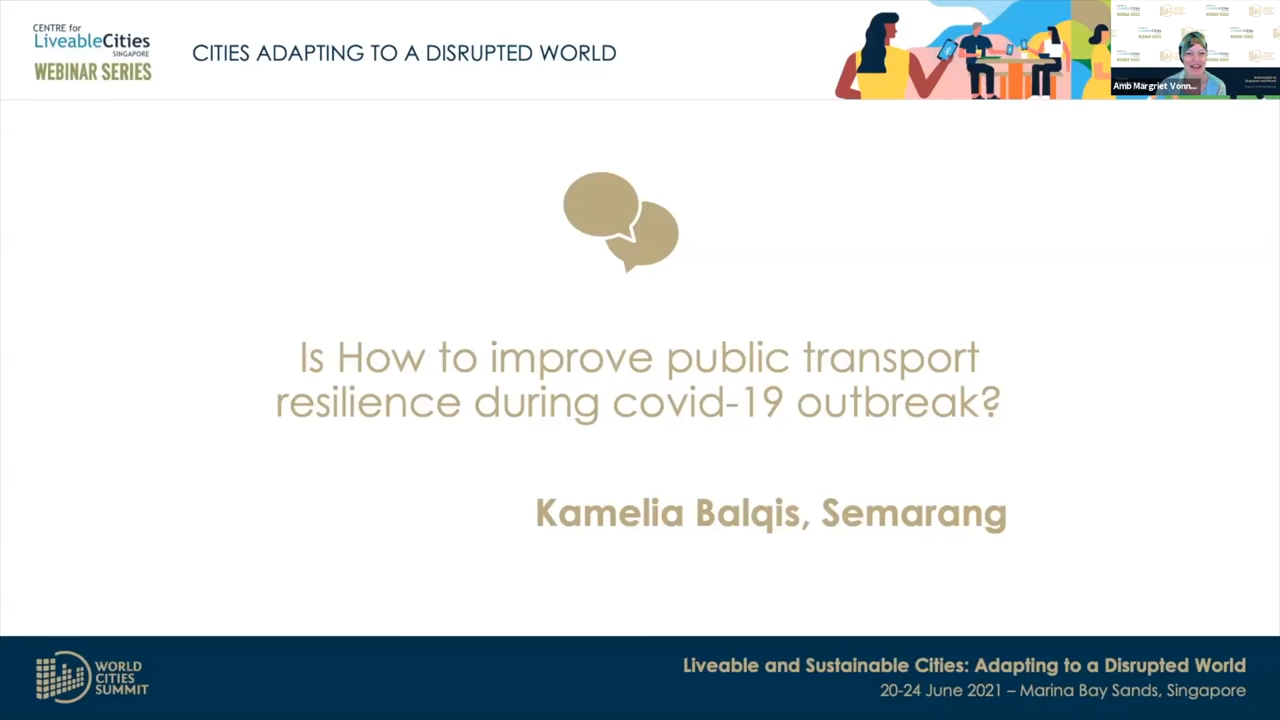 CENTRE for
LiveableCities
SINGAPORE
WEBINAR SERIES
CITIES ADAPTING TO A DISRUPTED WORLD
Amb Margriet Vonn...
Is How to improve public transport
resilience during covid-19 outbreak?
Kamelia Balqis, Semarang
WORLD
CITIES
SUMMIT
Liveable and Sustainable Cities: Adapting to a Disrupted World
20-24 June 2021 – Marina Bay Sands, Singapore